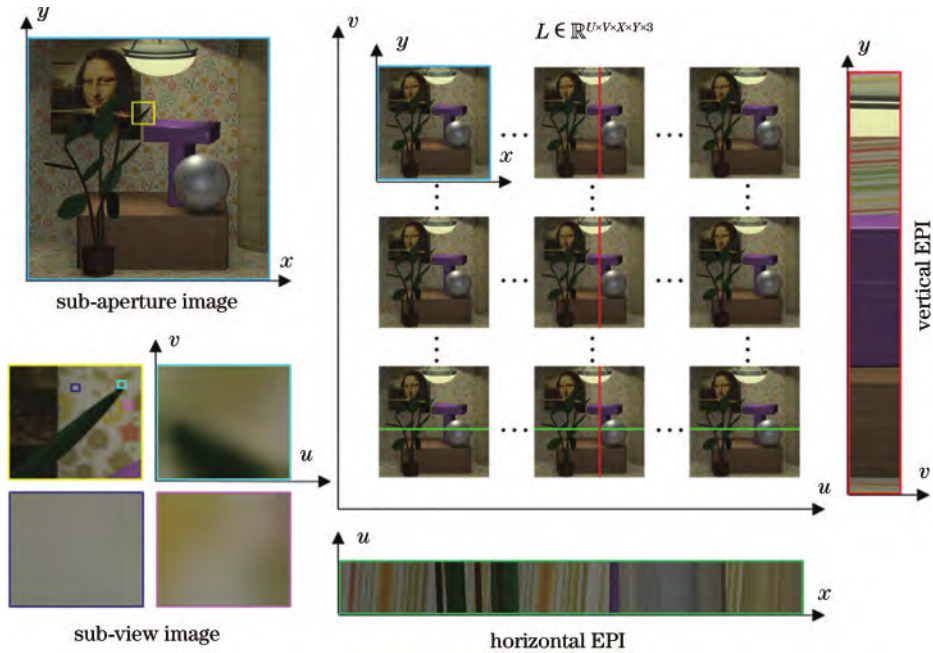 y
x
sub-aperture image
v
L ∈ ℝ^{U×V×X×Y×3}
y
x
u
y
v
vertical EPI
v
u
sub-view image
u
x
horizontal EPI